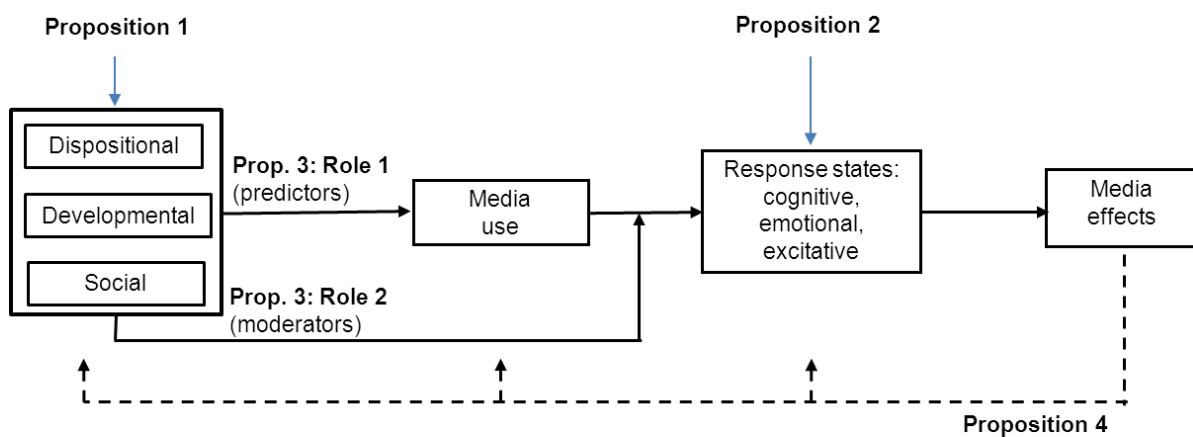 Proposition 1
Proposition 2
Dispositional
Developmental
Social
Prop. 3: Role 1
(predictors)
Media
use
Response states:
cognitive,
emotional,
excitative
Media
effects
Prop. 3: Role 2
(moderators)
Proposition 4